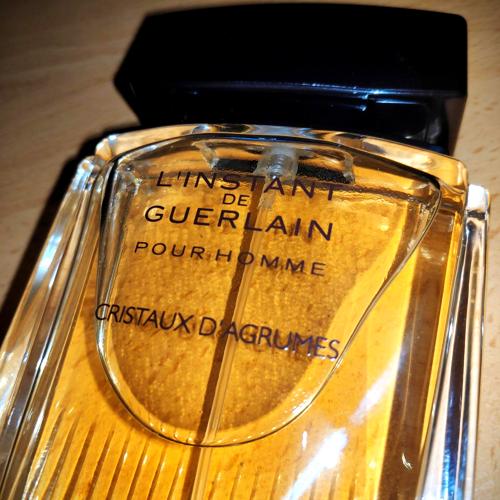 L'INSTANT
DE
GUERLAIN
POUR HOMME
CRISTAUX D'AGRUMES